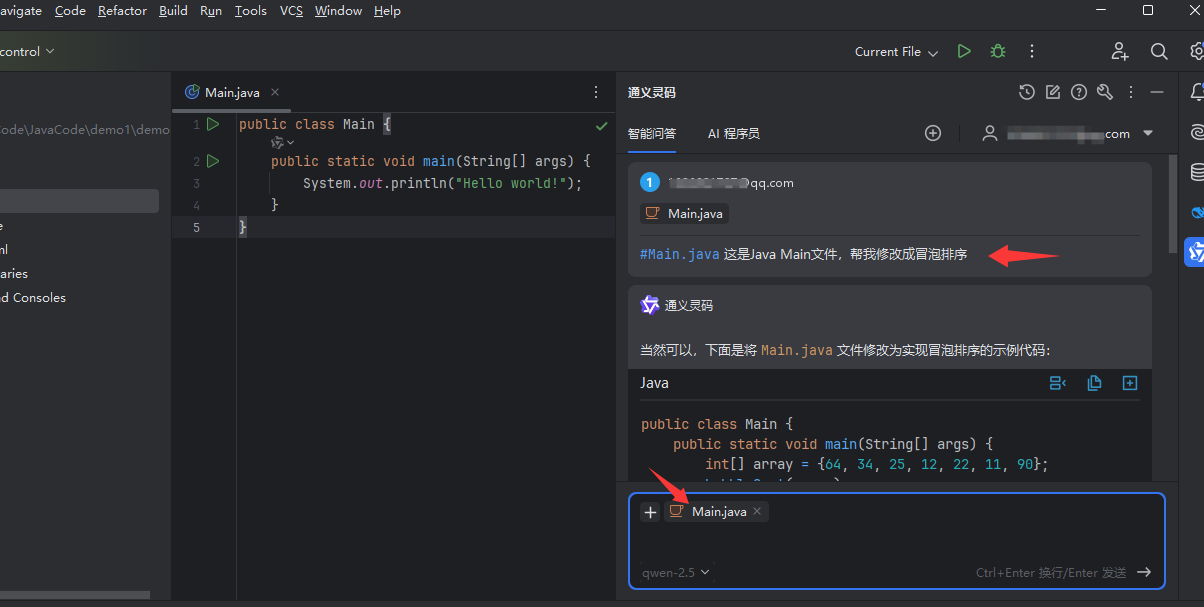 avigate Code Refactor Build Run Tools VCS Window Help
control Current File
Code\JavaCode\demo1\demo
e
ml
aries
nd Consoles
Main.java
1 public class Main {
2 public static void main(String[] args) {
3 System.out.println("Hello world!");
4 }
5 }
通义灵码
智能问答 AI 程序员 com
1 @qq.com
Main.java
#Main.java 这是Java Main文件，帮我修改成冒泡排序
通义灵码
当然可以，下面是将 Main.java 文件修改为实现冒泡排序的示例代码：
Java
public class Main {
public static void main(String[] args) {
int[] array = {64, 34, 25, 12, 22, 11, 90};
Main.java
qwen-2.5 Ctrl+Enter 换行/Enter 发送